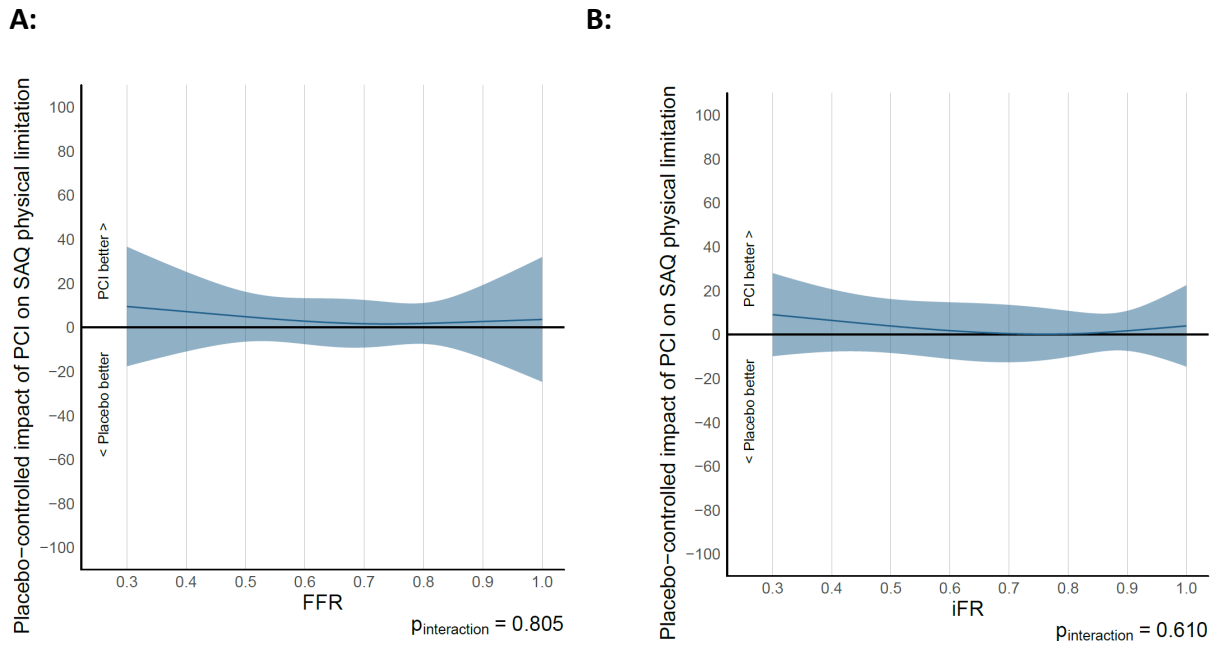 A:
B:
Placebo−controlled impact of PCI on SAQ physical limitation
100
80
60
40
20
0
−20
−40
−60
−80
−100
PCI better >
< Placebo better
0.3 0.4 0.5 0.6 0.7 0.8 0.9 1.0
FFR
pinteraction = 0.805
Placebo−controlled impact of PCI on SAQ physical limitation
100
80
60
40
20
0
−20
−40
−60
−80
−100
PCI better >
< Placebo better
0.3 0.4 0.5 0.6 0.7 0.8 0.9 1.0
iFR
pinteraction = 0.610